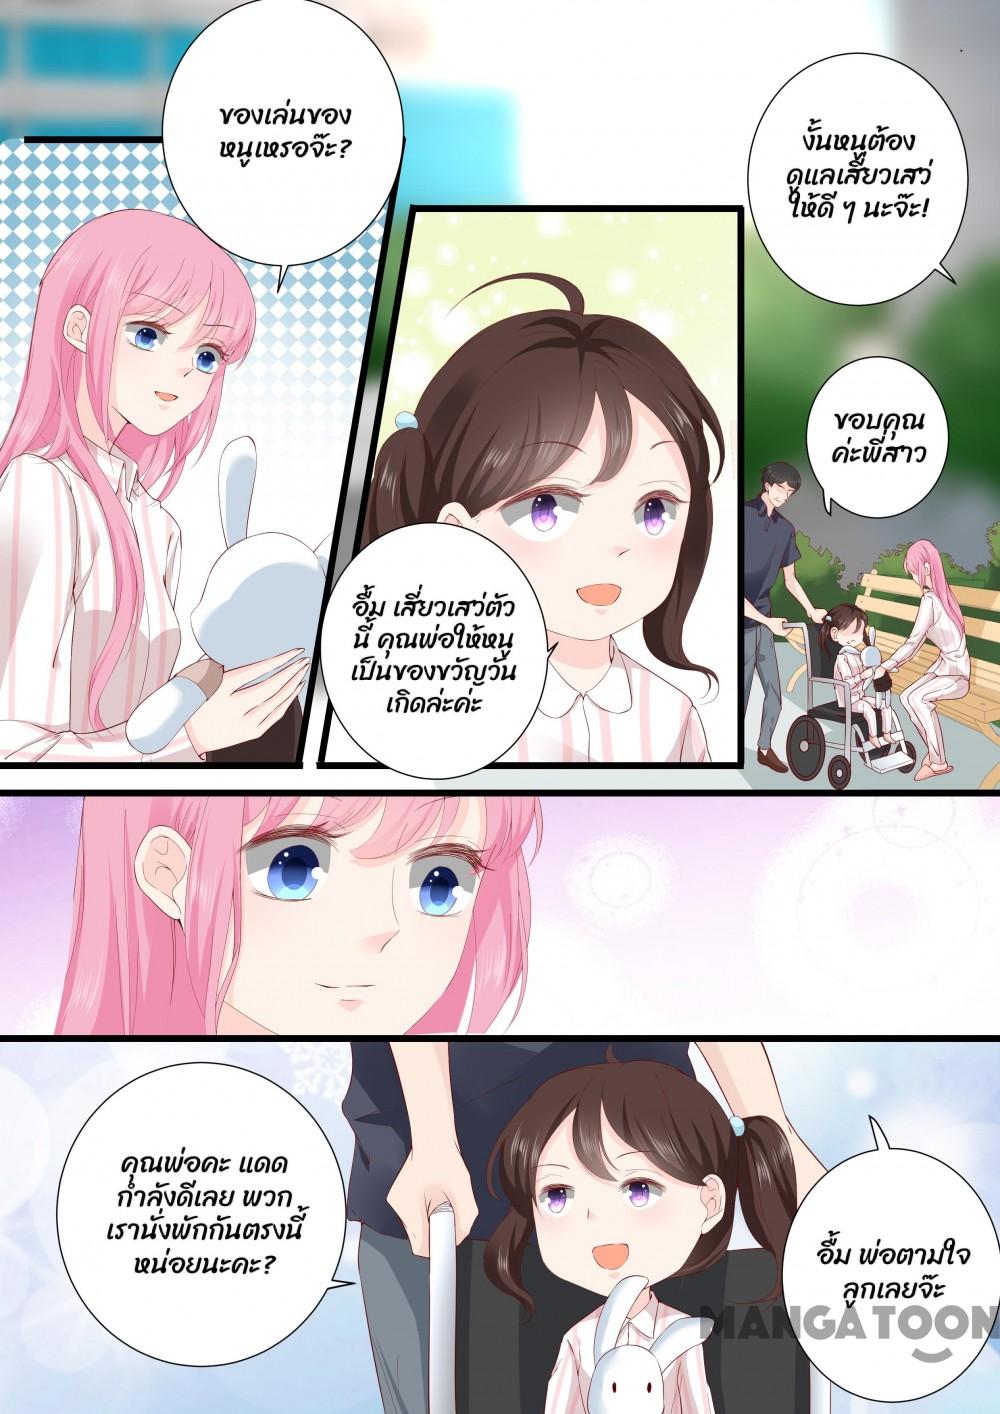 ของเล่นของ
หนูเหรอจ๊ะ?
อื้ม เสี่ยวเสว่ตัว
นี้ คุณพ่อให้หนู
เป็นของขวัญวัน
เกิดล่ะค่ะ
งั้นหนูต้อง
ดูแลเสี่ยวเสว่
ให้ดี ๆ นะจ๊ะ!
ขอบคุณ
ค่ะพี่สาว
คุณพ่อคะ แดด
กำลังดีเลย พวก
เรานั่งพักกันตรงนี้
หน่อยนะคะ?
อื้ม พ่อตามใจ
ลูกเลยจ๊ะ
MANGATOON